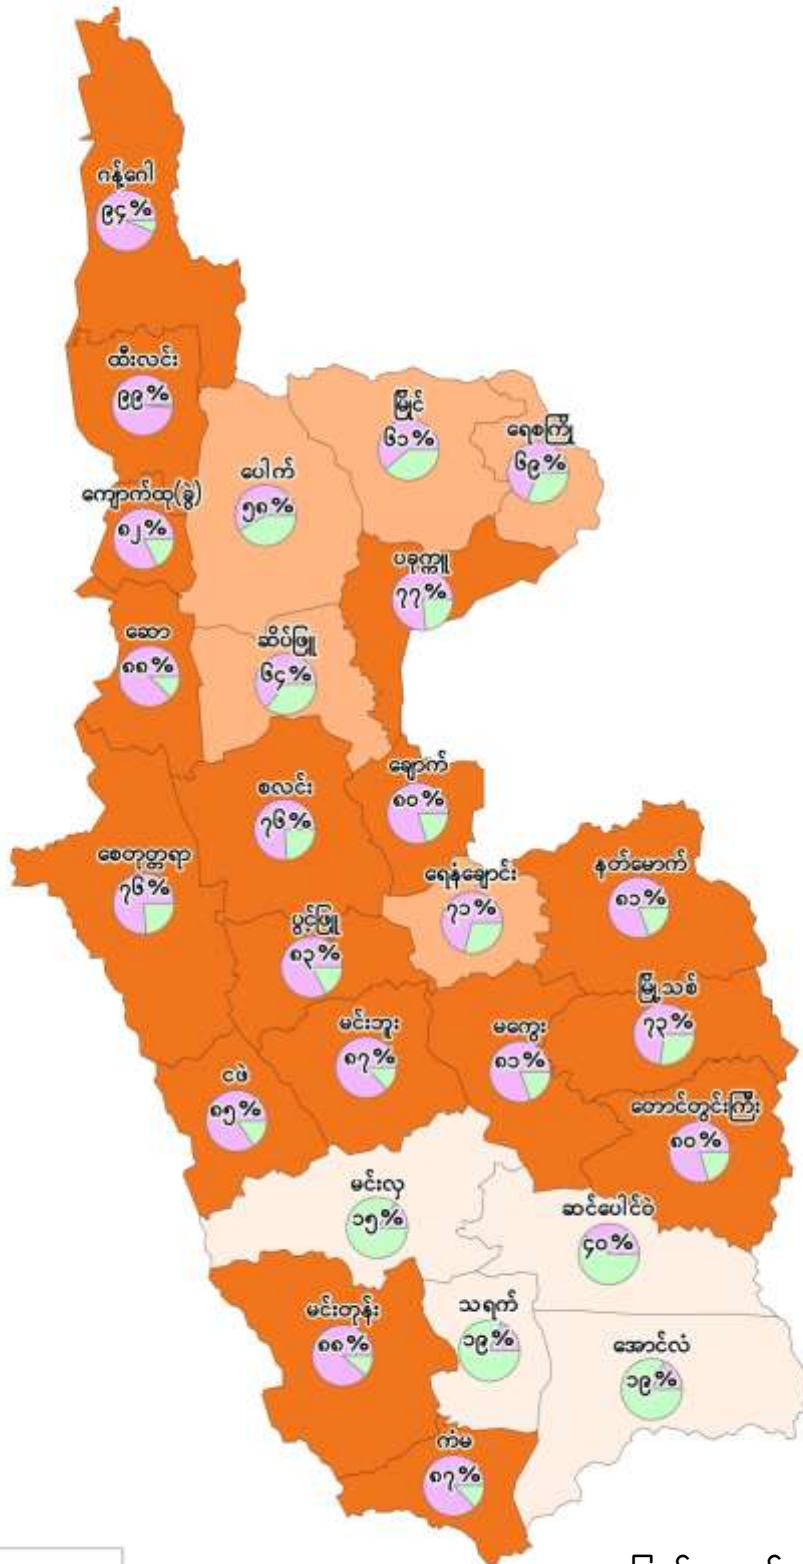 ဂန့်ဂေါ
၉၄%
ထီးလင်း
၉၉%
မြိုင်
၆၁%
ရေစကြို
၆၉%
ပေါက်
၅၈%
ကျောက်ထု(ခွဲ)
၈၂%
ပခုက္ကူ
၇၇%
ဆော
၈၈%
ဆိပ်ဖြူ
၆၄%
ချောက်
၈၀%
စလင်း
၇၆%
စေတုတ္တရာ
၇၆%
ရေနံချောင်း
၇၁%
နတ်မောက်
၈၁%
ပွင့်ဖြူ
၈၃%
မြို့သစ်
၇၃%
မင်းဘူး
၈၇%
မကွေး
၈၁%
ငဖဲ
၈၅%
တောင်တွင်းကြီး
၈၀%
မင်းလှ
၁၅%
ဆင်ပေါင်ဝဲ
၄၀%
မင်းတုန်း
၈၈%
သရက်
၁၉%
အောင်လံ
၁၉%
ကံမ
၈၇%